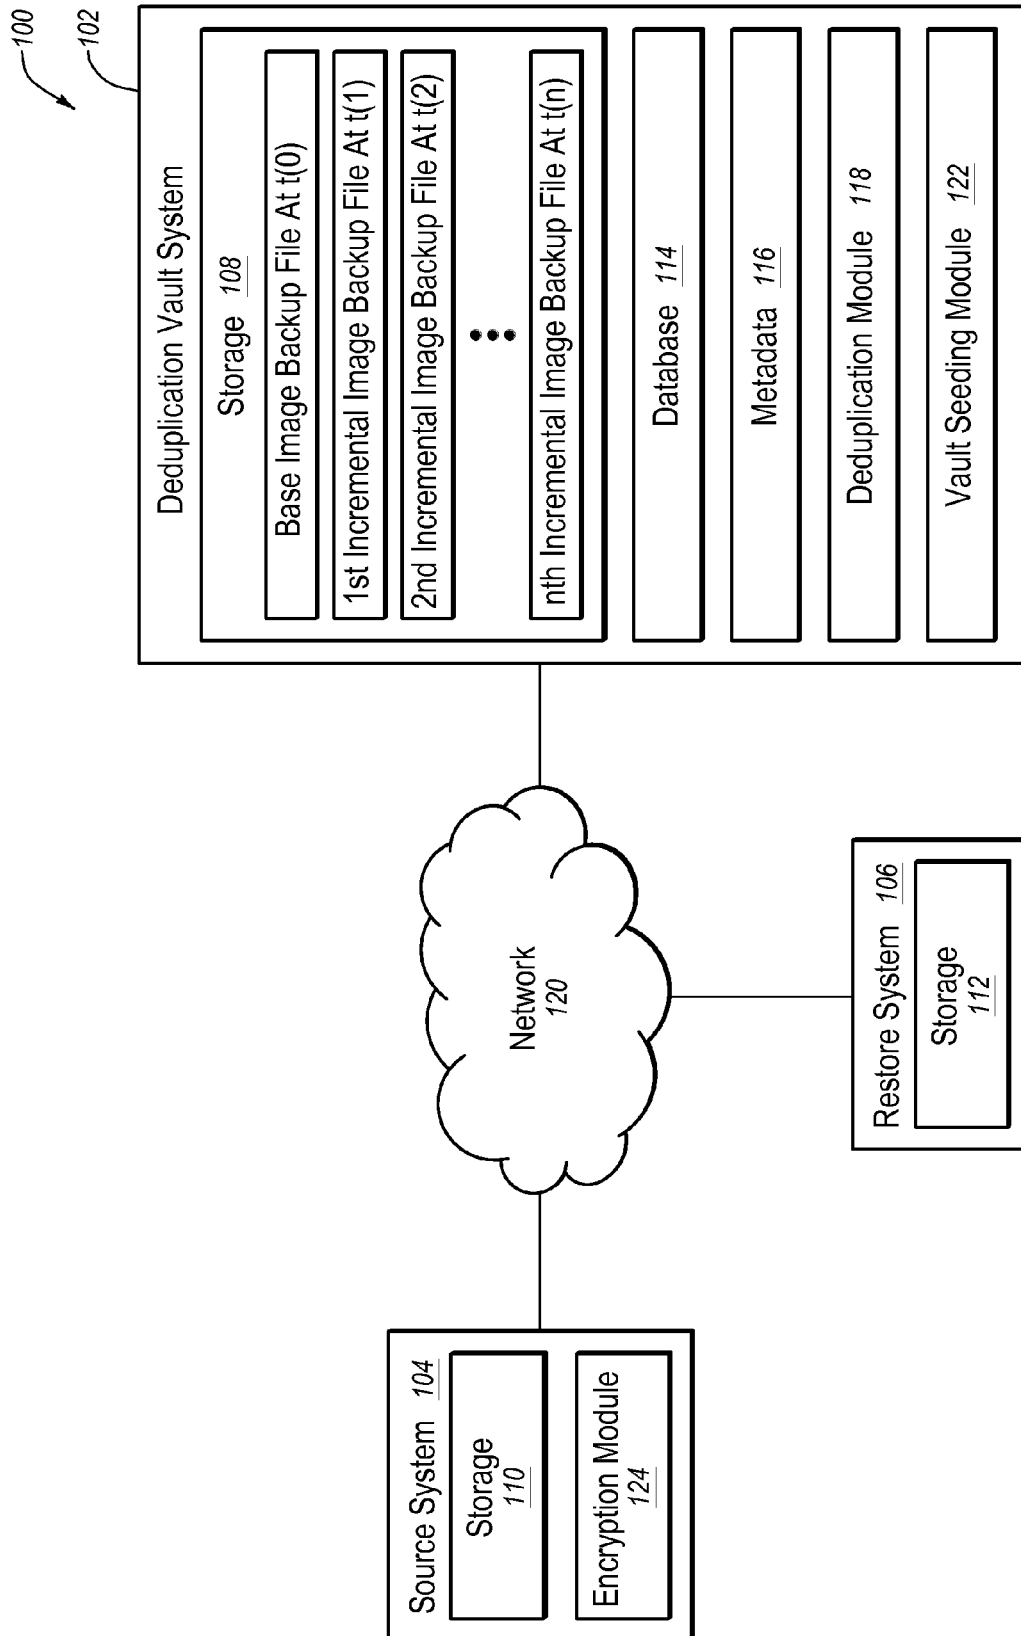 100
102
Deduplication Vault System
Storage 108
Base Image Backup File At t(0)
1st Incremental Image Backup File At t(1)
2nd Incremental Image Backup File At t(2)
nth Incremental Image Backup File At t(n)
Database 114
Metadata 116
Deduplication Module 118
Vault Seeding Module 122
Network
120
Source System 104
Storage
110
Encryption Module
124
Restore System 106
Storage
112